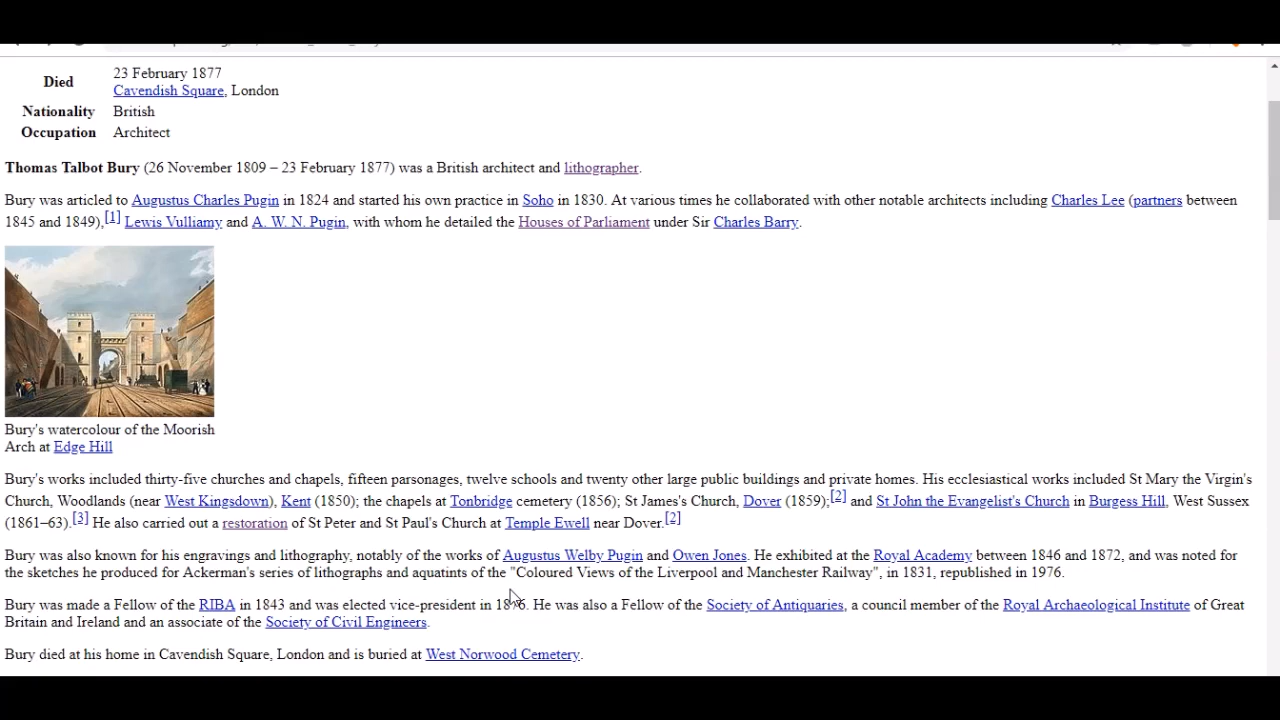 Died
23 February 1877
Cavendish Square, London
Nationality British
Occupation Architect
Thomas Talbot Bury (26 November 1809 – 23 February 1877) was a British architect and lithographer.
Bury was articled to Augustus Charles Pugin in 1824 and started his own practice in Soho in 1830. At various times he collaborated with other notable architects including Charles Lee (partners between
1845 and 1849),[1] Lewis Vulliamy and A. W. N. Pugin, with whom he detailed the Houses of Parliament under Sir Charles Barry.
Bury's watercolour of the Moorish
Arch at Edge Hill
Bury's works included thirty-five churches and chapels, fifteen parsonages, twelve schools and twenty other large public buildings and private homes. His ecclesiastical works included St Mary the Virgin's
Church, Woodlands (near West Kingsdown), Kent (1850); the chapels at Tonbridge cemetery (1856); St James's Church, Dover (1859);[2] and St John the Evangelist's Church in Burgess Hill, West Sussex
(1861–63).[3] He also carried out a restoration of St Peter and St Paul's Church at Temple Ewell near Dover.[2]
Bury was also known for his engravings and lithography, notably of the works of Augustus Welby Pugin and Owen Jones. He exhibited at the Royal Academy between 1846 and 1872, and was noted for
the sketches he produced for Ackerman's series of lithographs and aquatints of the "Coloured Views of the Liverpool and Manchester Railway", in 1831, republished in 1976.
Bury was made a Fellow of the RIBA in 1843 and was elected vice-president in He was also a Fellow of the Society of Antiquaries, a council member of the Royal Archaeological Institute of Great
Britain and Ireland and an associate of the Society of Civil Engineers.
Bury died at his home in Cavendish Square, London and is buried at West Norwood Cemetery.